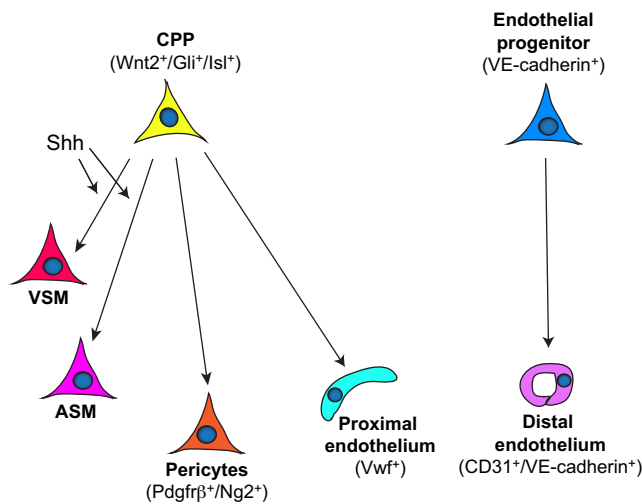 CPP
(Wnt2⁺/Gli⁺/Isl⁺)
Endothelial
progenitor
(VE-cadherin⁺)
Shh
VSM
ASM
Pericytes
(Pdgfrβ⁺/Ng2⁺)
Proximal
endothelium
(Vwf⁺)
Distal
endothelium
(CD31⁺/VE-cadherin⁺)